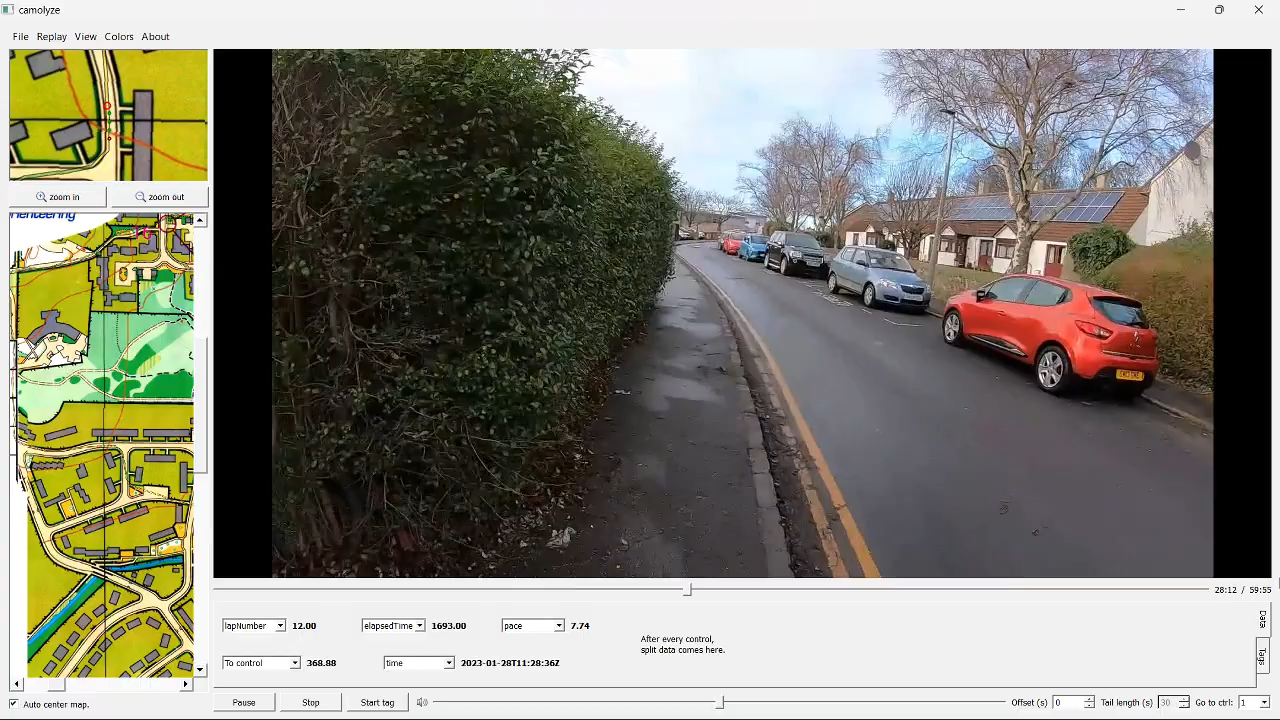 camolyze
File Replay View Colors About
zoom in zoom out
28:12 / 59:55
lapNumber 12.00 elapsedTime 1693.00 pace 7.74
After every control,
split data comes here.
To control 368.88 time 2023-01-28T11:28:36Z
Data
Tags
Auto center map.
Pause Stop Start tag Offset (s) 0 Tail length (s) 30 Go to ctrl: 1